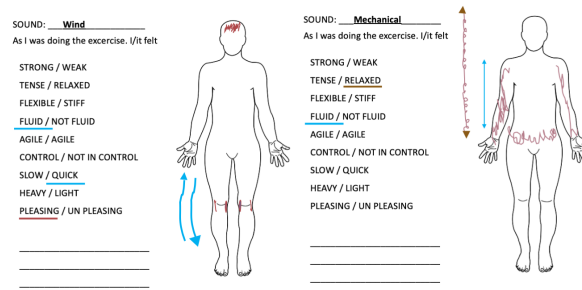 SOUND: Wind
As I was doing the excercise. I/it felt
STRONG / WEAK
TENSE / RELAXED
FLEXIBLE / STIFF
FLUID / NOT FLUID
AGILE / AGILE
CONTROL / NOT IN CONTROL
SLOW / QUICK
HEAVY / LIGHT
PLEASING / UN PLEASING
SOUND: Mechanical
As I was doing the excercise. I/it felt
STRONG / WEAK
TENSE / RELAXED
FLEXIBLE / STIFF
FLUID / NOT FLUID
AGILE / AGILE
CONTROL / NOT IN CONTROL
SLOW / QUICK
HEAVY / LIGHT
PLEASING / UN PLEASING